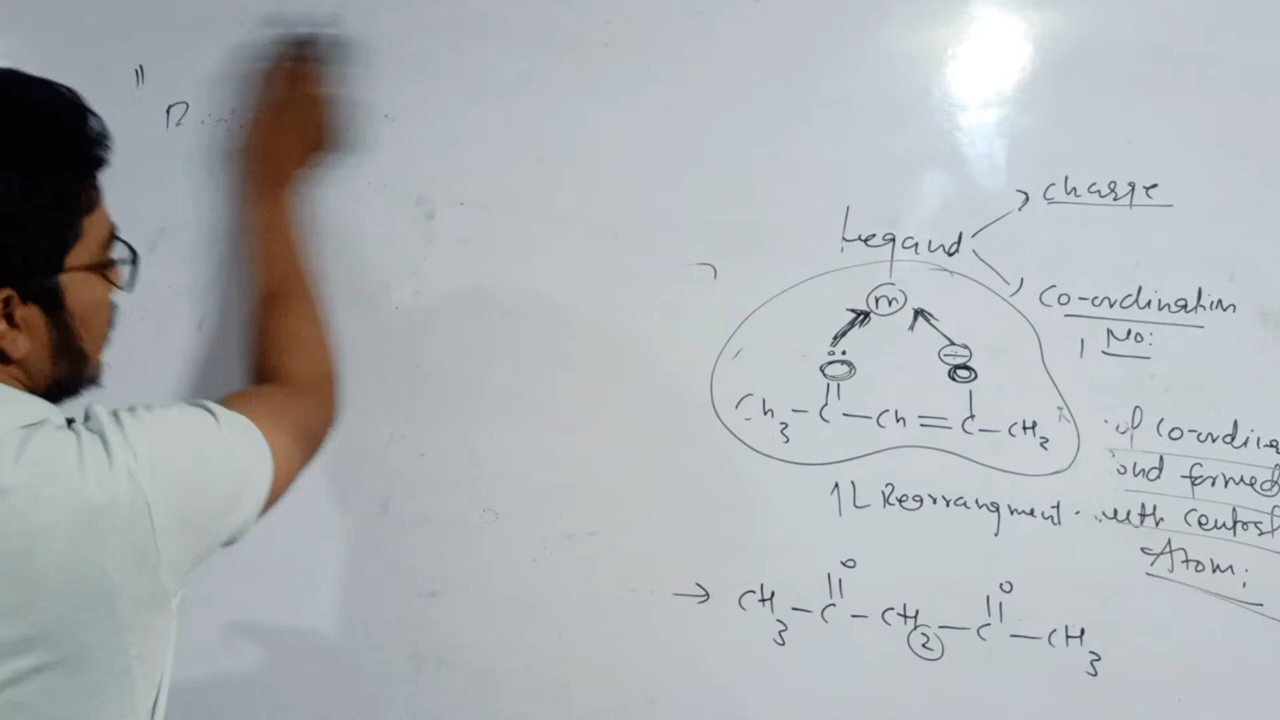 "
Legand
charge
Co-ordination
No:
m
..
O
O
Ch3 - C - Ch = C - CH2
of Co-ordina
ond formed
1L Rearrangment. with Central
Atom:
O
O
→ CH3 - C - CH2 - C - CH3